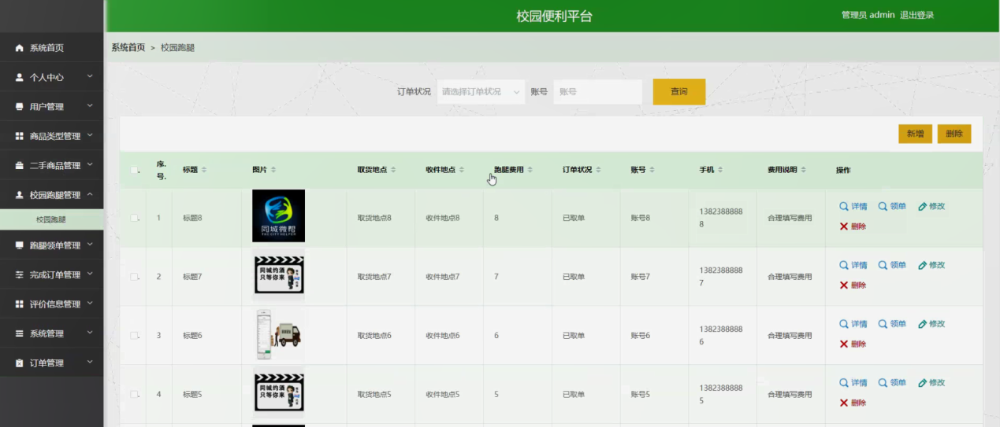 校园便利平台
管理员 admin 退出登录
系统首页
个人中心
用户管理
商品类型管理
二手商品管理
校园跑腿管理
校园跑腿
跑腿领单管理
完成订单管理
评价信息管理
系统管理
订单管理
系统首页 > 校园跑腿
订单状况 请选择订单状况 账号 账号 查询
新增 删除
序号. 标题 图片 取货地点 收件地点 跑腿费用 订单状况 账号 手机 费用说明 操作
1 标题8 同城微帮 THE CITY HELPER 取货地点8 收件地点8 8 已取单 账号8 13823888888 合理填写费用 详情 领单 修改
删除
2 标题7 同城约酒 只等你来 取货地点7 收件地点7 7 已取单 账号7 13823888887 合理填写费用 详情 领单 修改
删除
3 标题6 取货地点6 收件地点6 6 已取单 账号6 13823888886 合理填写费用 详情 领单 修改
删除
4 标题5 同城约酒 只等你来 取货地点5 收件地点5 5 已取单 账号5 13823888885 合理填写费用 详情 领单 修改
删除